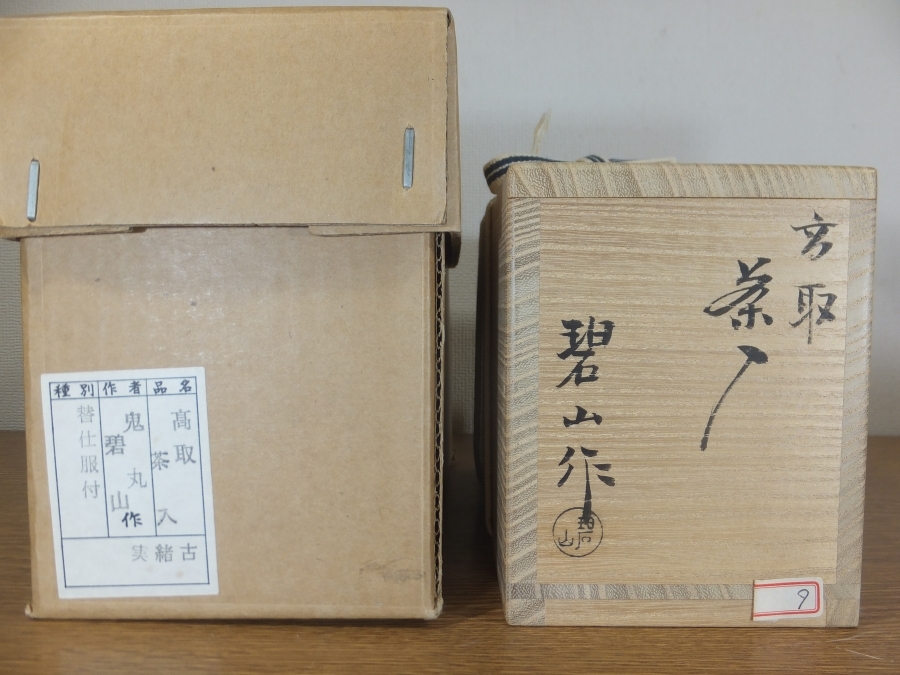 種別 作者 品名
高取
茶入
鬼丸
碧山作
替仕服付
古緒
高取
茶入
碧山作
碧山
9